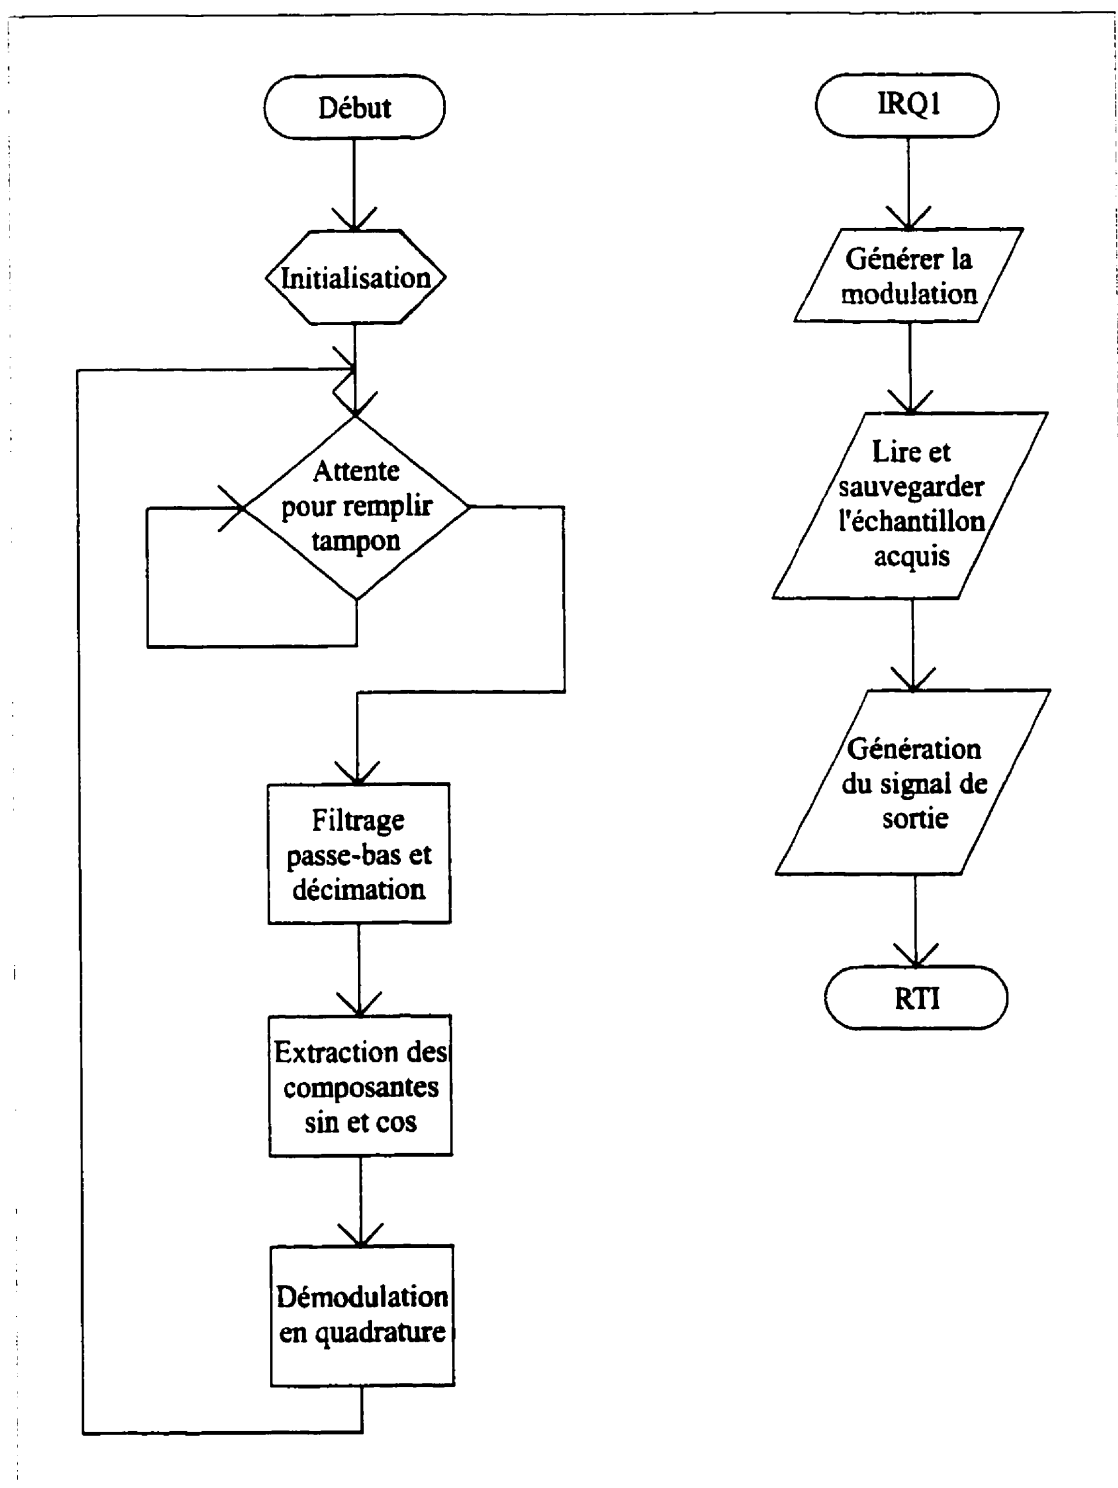 Début
Initialisation
Attente
pour remplir
tampon
Filtrage
passe-bas et
décimation
Extraction des
composantes
sin et cos
Démodulation
en quadrature
IRQ1
Générer la
modulation
Lire et
sauvegarder
l'échantillon
acquis
Génération
du signal de
sortie
RTI